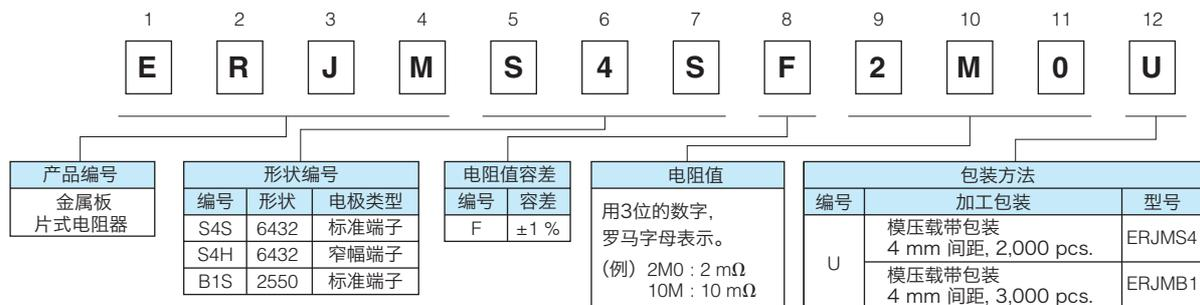 1 2 3 4 5 6 7 8 9 10 11 12
E R J M S 4 S F 2 M 0 U
产品编号
金属板
片式电阻器
形状编号
编号 形状 电极类型
S4S 6432 标准端子
S4H 6432 窄幅端子
B1S 2550 标准端子
电阻值容差
编号 容差
F ±1 %
电阻值
用3位的数字，
罗马字母表示。
（例）2M0 : 2 mΩ
10M : 10 mΩ
包装方法
编号 加工包装 型号
U
模压载带包装
4 mm 间距, 2,000 pcs.
ERJMS4
模压载带包装
4 mm 间距, 3,000 pcs.
ERJMB1